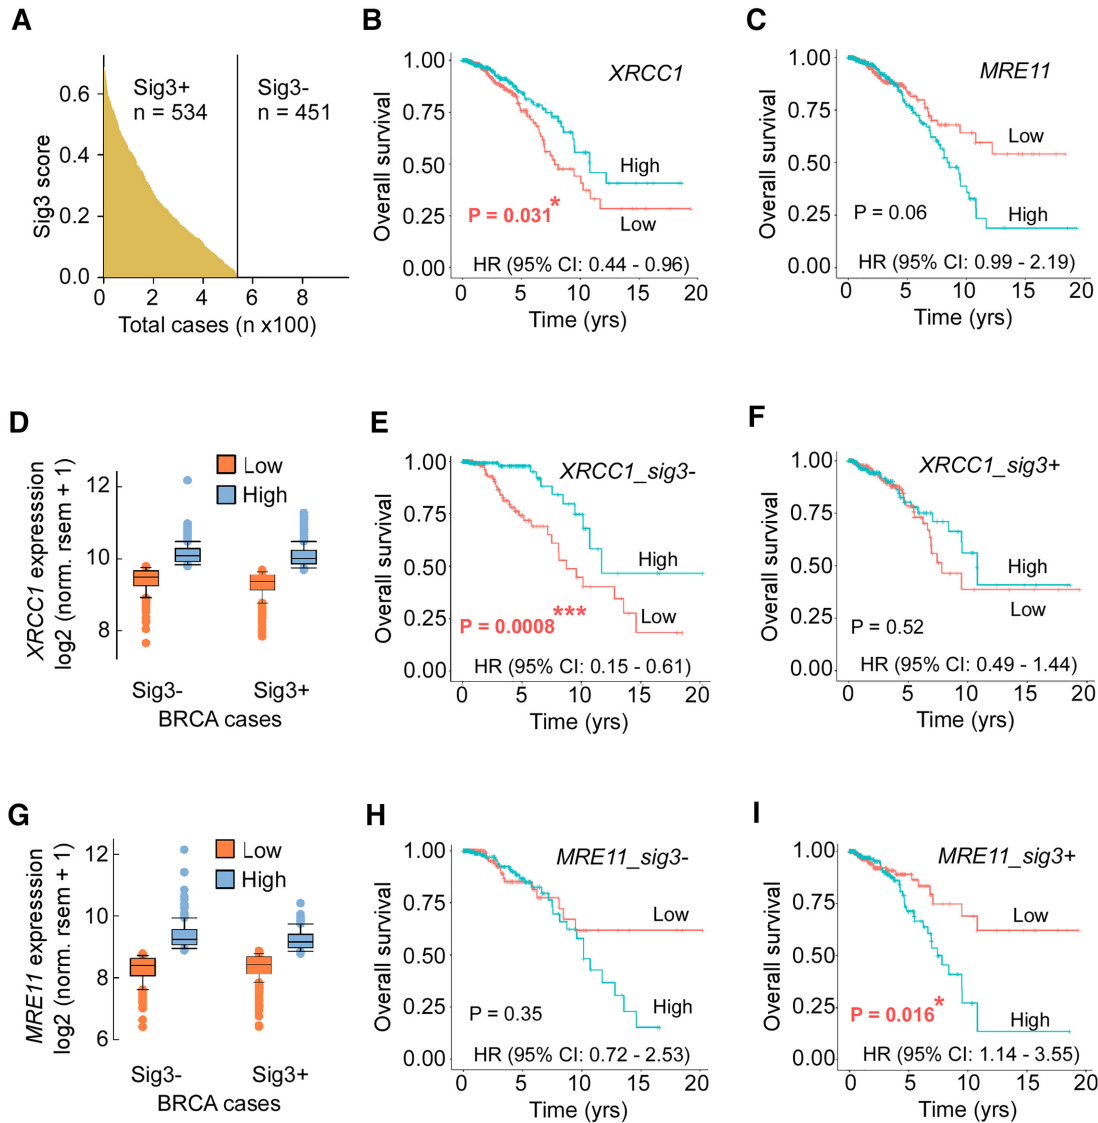 A
Sig3 score
0.6
0.4
0.2
0.0
Sig3+
n = 534
Sig3-
n = 451
0 2 4 6 8
Total cases (n x100)
B
Overall survival
1.00
0.75
0.50
0.25
0.00
XRCC1
High
Low
P = 0.031*
HR (95% CI: 0.44 - 0.96)
0 5 10 15 20
Time (yrs)
C
Overall survival
1.00
0.75
0.50
0.25
0.00
MRE11
Low
High
P = 0.06
HR (95% CI: 0.99 - 2.19)
0 5 10 15 20
Time (yrs)
D
XRCC1 expresssion
log2 (norm. rsem + 1)
12
10
8
Low
High
Sig3- Sig3+
BRCA cases
E
Overall survival
1.00
0.75
0.50
0.25
0.00
XRCC1_sig3-
High
Low
P = 0.0008***
HR (95% CI: 0.15 - 0.61)
0 5 10 15 20
Time (yrs)
F
Overall survival
1.00
0.75
0.50
0.25
0.00
XRCC1_sig3+
High
Low
P = 0.52
HR (95% CI: 0.49 - 1.44)
0 5 10 15 20
Time (yrs)
G
MRE11 expresssion
log2 (norm. rsem + 1)
12
10
8
6
Low
High
Sig3- Sig3+
BRCA cases
H
Overall survival
1.00
0.75
0.50
0.25
0.00
MRE11_sig3-
Low
High
P = 0.35
HR (95% CI: 0.72 - 2.53)
0 5 10 15 20
Time (yrs)
I
Overall survival
1.00
0.75
0.50
0.25
0.00
MRE11_sig3+
Low
High
P = 0.016*
HR (95% CI: 1.14 - 3.55)
0 5 10 15 20
Time (yrs)